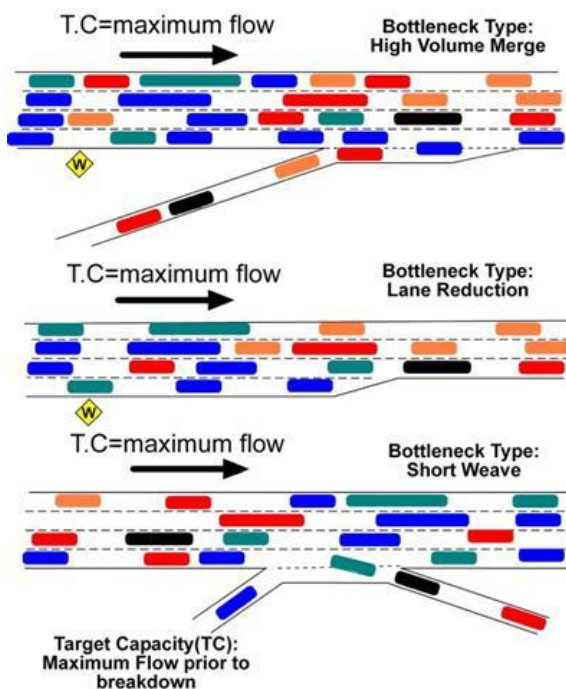 T.C=maximum flow
Bottleneck Type:
High Volume Merge
W
T.C=maximum flow
Bottleneck Type:
Lane Reduction
W
T.C=maximum flow
Bottleneck Type:
Short Weave
Target Capacity(TC):
Maximum Flow prior to
breakdown